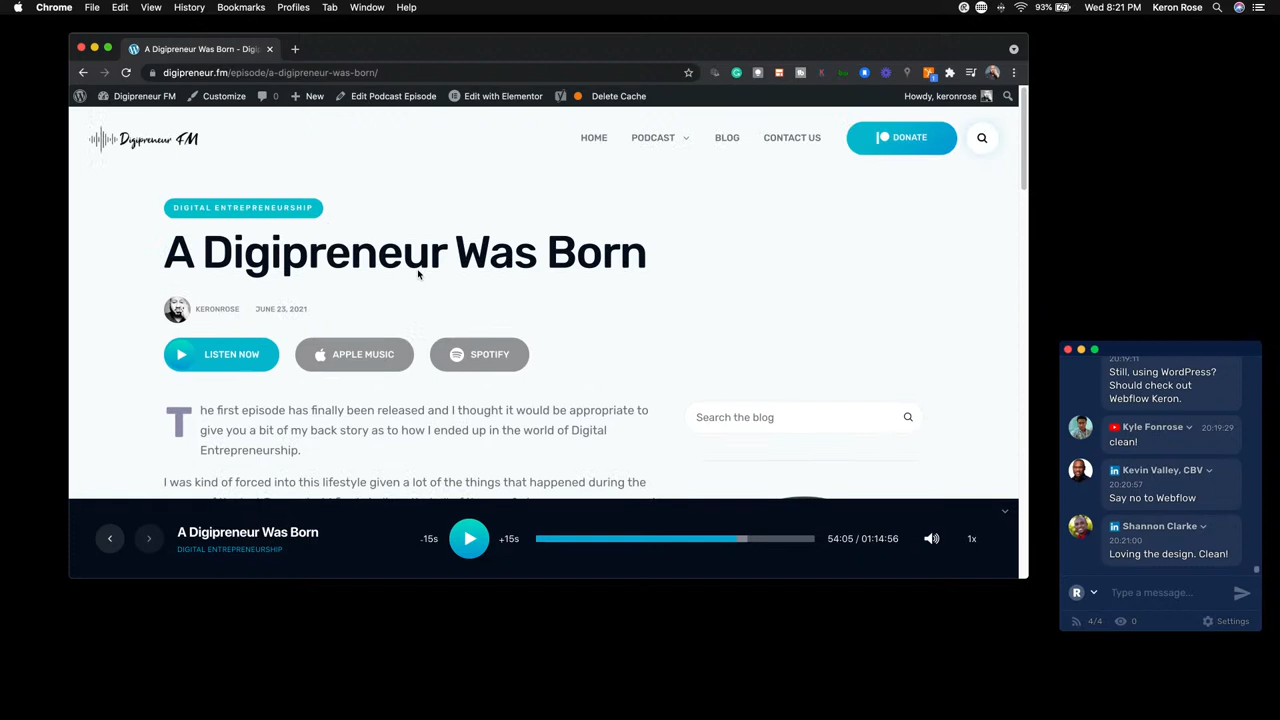 Chrome File Edit View History Bookmarks Profiles Tab Window Help 93% Wed 8:21 PM Keron Rose
A Digipreneur Was Born - Digi
digipreneur.fm/episode/a-digipreneur-was-born/
Digipreneur FM Customize 0 New Edit Podcast Episode Edit with Elementor Delete Cache Howdy, keronrose
Digipreneur FM HOME PODCAST BLOG CONTACT US DONATE
DIGITAL ENTREPRENEURSHIP
A Digipreneur Was Born
KERONROSE JUNE 23, 2021
LISTEN NOW APPLE MUSIC SPOTIFY
The first episode has finally been released and I thought it would be appropriate to
give you a bit of my back story as to how I ended up in the world of Digital
Entrepreneurship.
I was kind of forced into this lifestyle given a lot of the things that happened during the
Search the blog
A Digipreneur Was Born
DIGITAL ENTREPRENEURSHIP
-15s +15s 54:05 / 01:14:56 1x
20:19:11
Still, using WordPress?
Should check out
Webflow Keron.
Kyle Fonrose 20:19:29
clean!
Kevin Valley, CBV
20:20:57
Say no to Webflow
Shannon Clarke
20:21:00
Loving the design. Clean!
R Type a message...
4/4 0 Settings